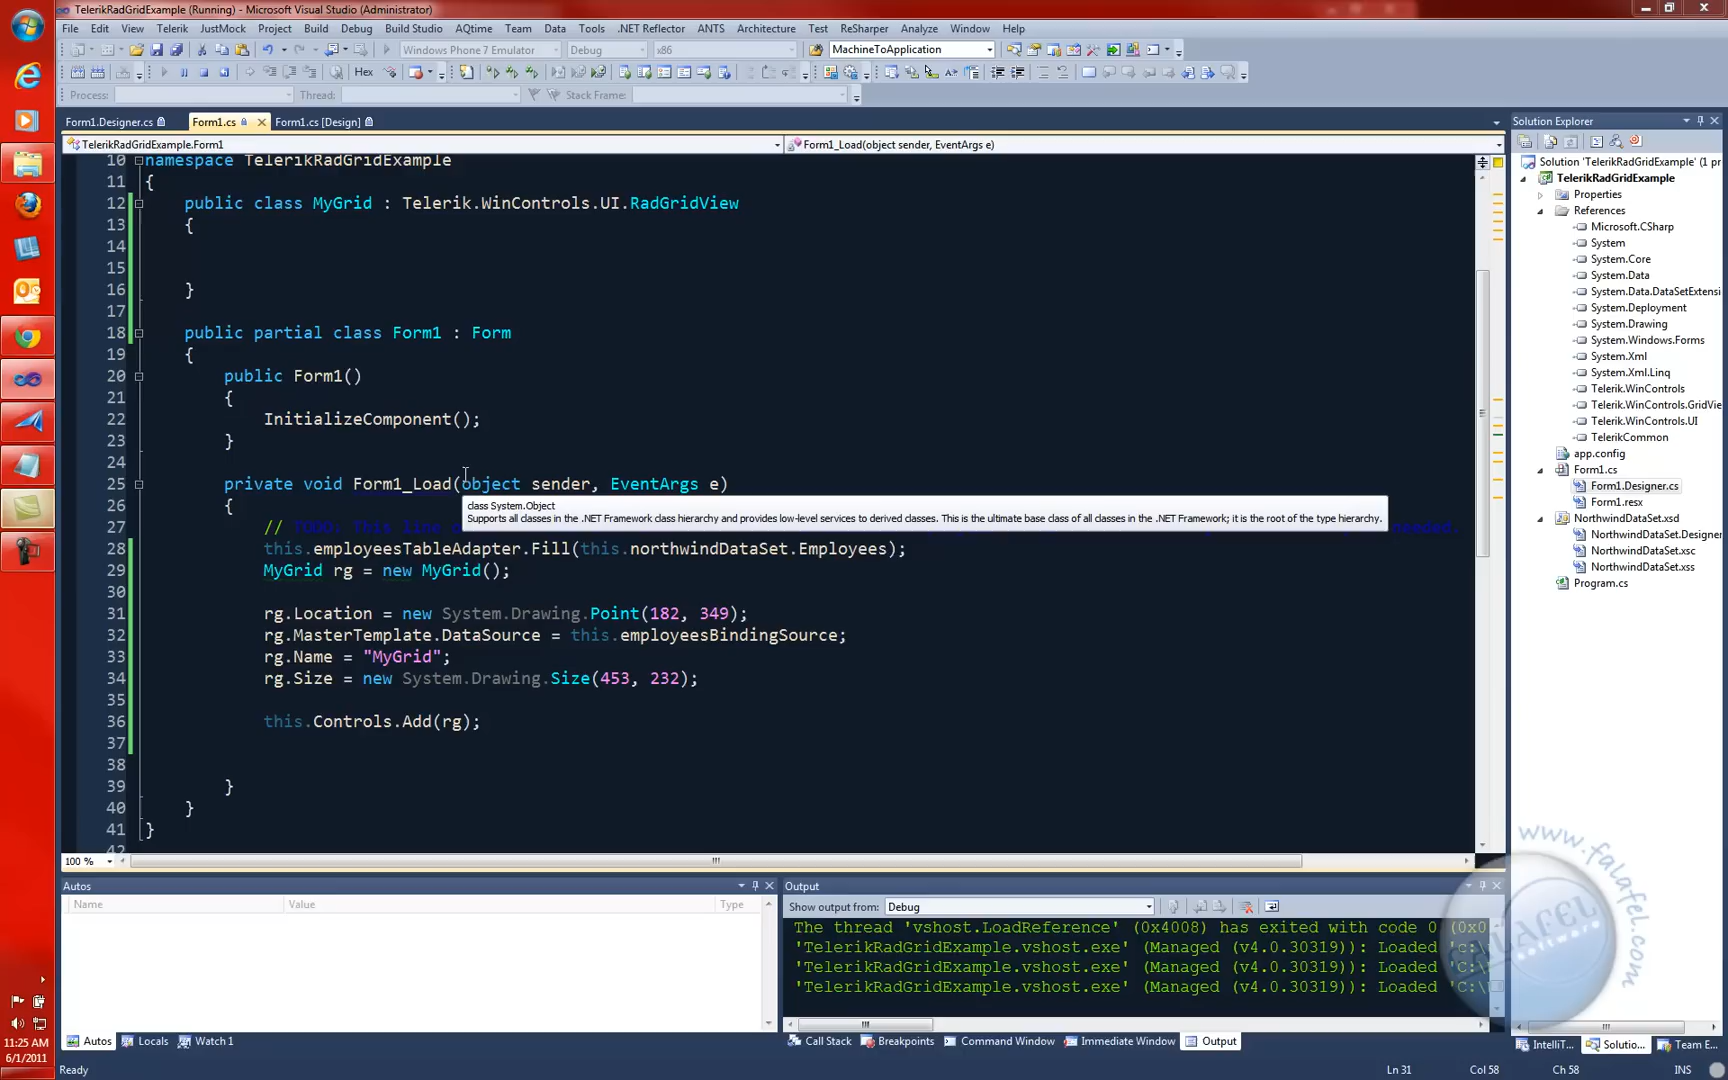 TelerikRadGridExample (Running) - Microsoft Visual Studio (Administrator)
File Edit View Telerik JustMock Project Build Debug Build Studio AQtime Team Data Tools .NET Reflector ANTS Architecture Test ReSharper Analyze Window Help
Windows Phone 7 Emulator Debug x86 MachineToApplication
Hex
Process: Thread: Stack Frame:
Form1.Designer.cs Form1.cs Form1.cs [Design]
TelerikRadGridExample.Form1 Form1_Load(object sender, EventArgs e)
10 namespace TelerikRadGridExample
11 {
12 public class MyGrid : Telerik.WinControls.UI.RadGridView
13 {
14
15
16 }
17
18 public partial class Form1 : Form
19 {
20 public Form1()
21 {
22 InitializeComponent();
23 }
24
25 private void Form1_Load(object sender, EventArgs e)
26 {
class System.Object
Supports all classes in the .NET Framework class hierarchy and provides low-level services to derived classes. This is the ultimate base class of all classes in the .NET Framework; it is the root of the type hierarchy.
27 // TODO: This line needed.
28 this.employeesTableAdapter.Fill(this.northwindDataSet.Employees);
29 MyGrid rg = new MyGrid();
30
31 rg.Location = new System.Drawing.Point(182, 349);
32 rg.MasterTemplate.DataSource = this.employeesBindingSource;
33 rg.Name = "MyGrid";
34 rg.Size = new System.Drawing.Size(453, 232);
35
36 this.Controls.Add(rg);
37
38
39 }
40 }
41 }
42
100 %
Solution Explorer
Solution 'TelerikRadGridExample' (1 pr
TelerikRadGridExample
Properties
References
Microsoft.CSharp
System
System.Core
System.Data
System.Data.DataSetExtensi
System.Deployment
System.Drawing
System.Windows.Forms
System.Xml
System.Xml.Linq
Telerik.WinControls
Telerik.WinControls.GridVie
Telerik.WinControls.UI
TelerikCommon
app.config
Form1.cs
Form1.Designer.cs
Form1.resx
NorthwindDataSet.xsd
NorthwindDataSet.Designer
NorthwindDataSet.xsc
NorthwindDataSet.xss
Program.cs
Autos
Name Value Type
Output
Show output from: Debug
The thread 'vshost.LoadReference' (0x4008) has exited with code 0 (0x0
'TelerikRadGridExample.vshost.exe' (Managed (v4.0.30319)): Loaded 'c:\
'TelerikRadGridExample.vshost.exe' (Managed (v4.0.30319)): Loaded 'C:\
'TelerikRadGridExample.vshost.exe' (Managed (v4.0.30319)): Loaded 'C:\
www.falafel.com
FALAFEL
Software
Autos Locals Watch 1
Call Stack Breakpoints Command Window Immediate Window Output
IntelliT... Solutio... Team E...
11:25 AM
6/1/2011
Ready Ln 31 Col 58 Ch 58 INS